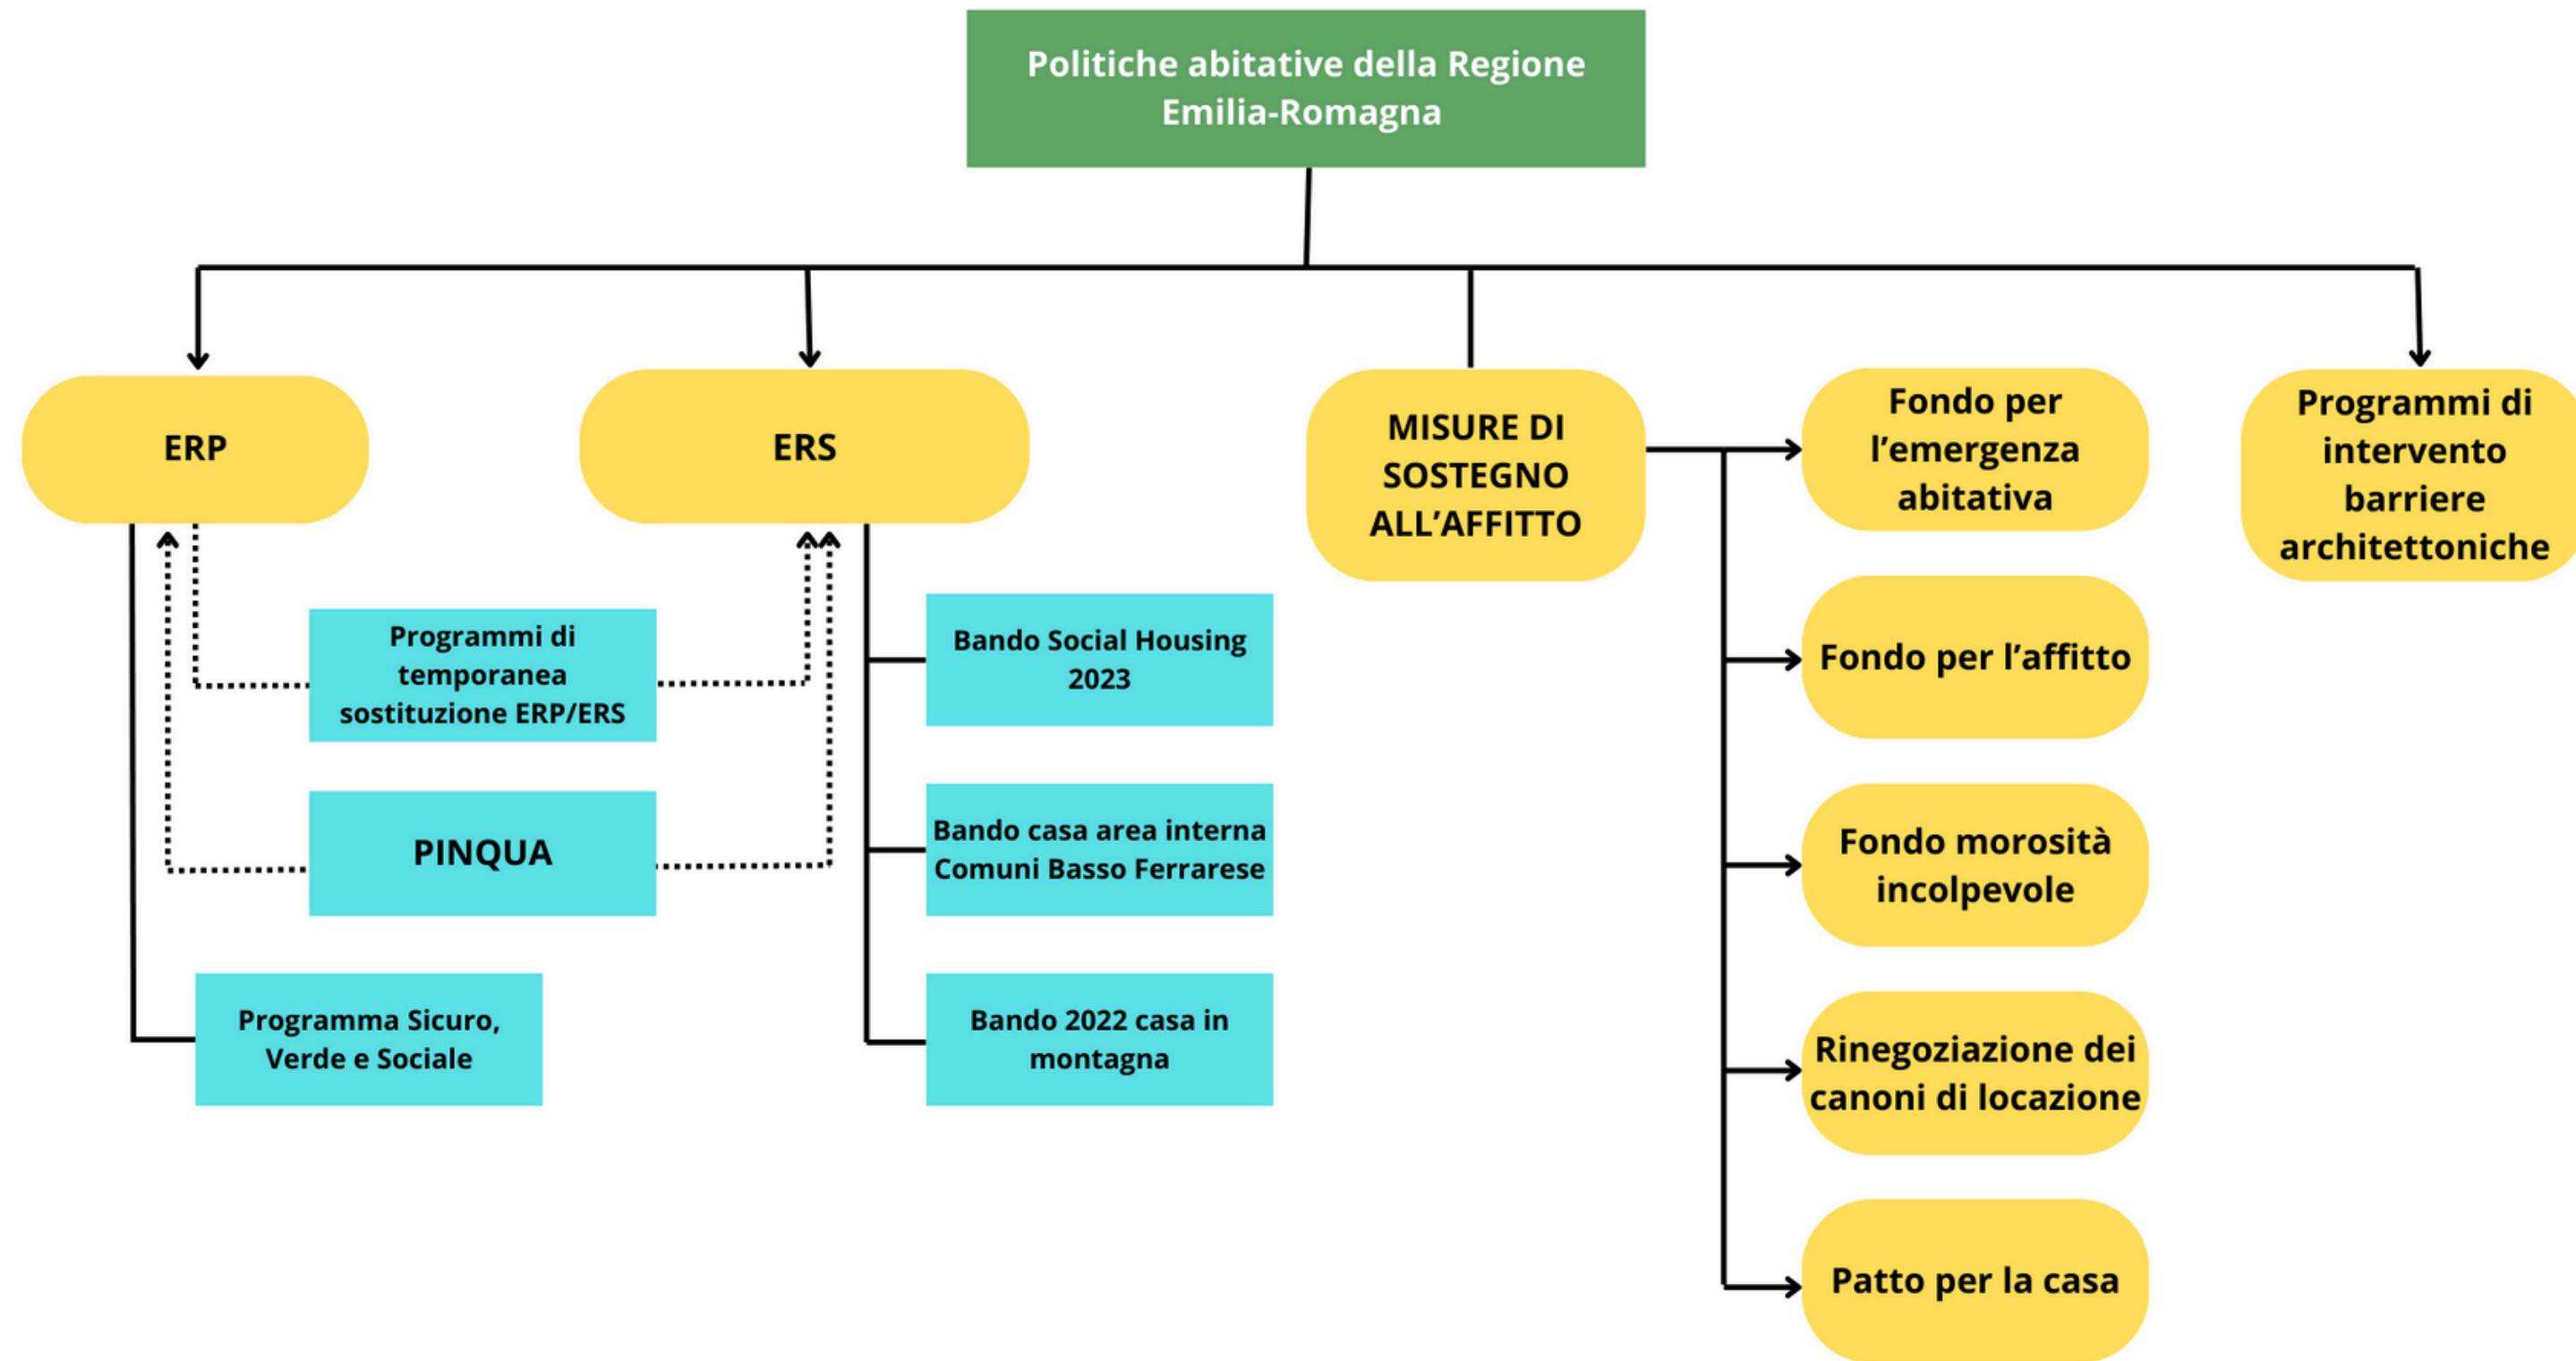 Politiche abitative della Regione
Emilia-Romagna
ERP
ERS
MISURE DI
SOSTEGNO
ALL’AFFITTO
Fondo per
l’emergenza
abitativa
Programmi di
intervento
barriere
architettoniche
Programmi di
temporanea
sostituzione ERP/ERS
Bando Social Housing
2023
Fondo per l’affitto
PINQUA
Bando casa area interna
Comuni Basso Ferrarese
Fondo morosità
incolpevole
Programma Sicuro,
Verde e Sociale
Bando 2022 casa in
montagna
Rinegoziazione dei
canoni di locazione
Patto per la casa